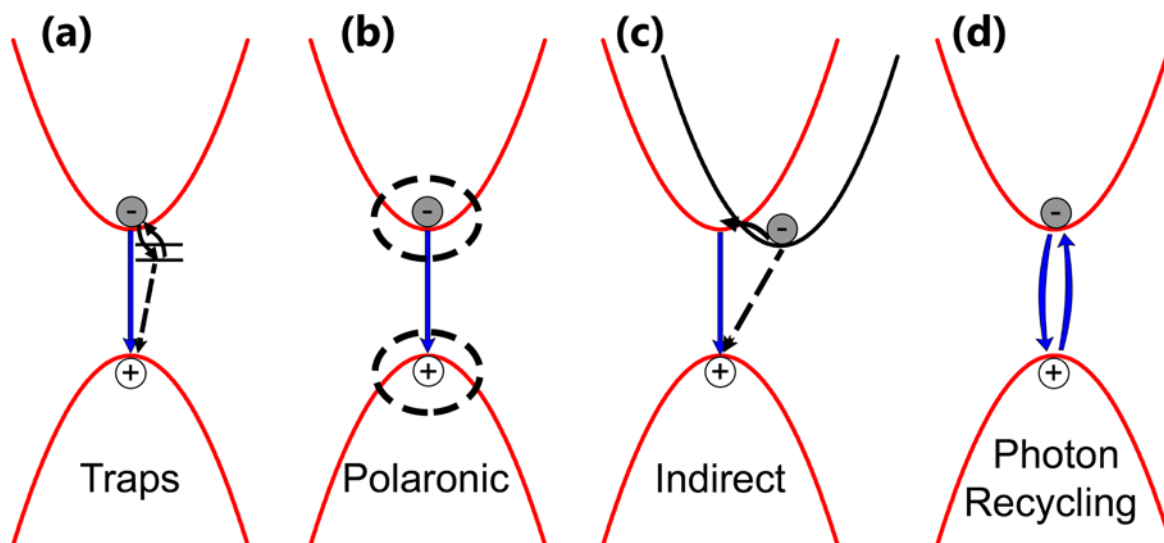 (a)
(b)
(c)
(d)
-
-
-
-
+
+
+
+
Traps
Polaronic
Indirect
Photon
Recycling